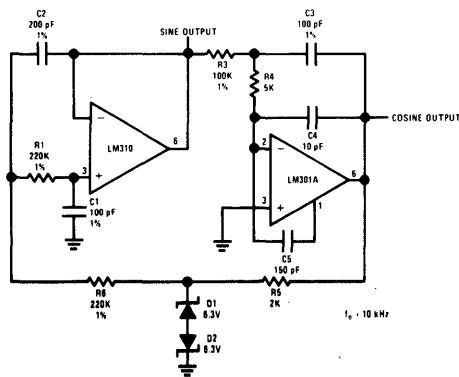 C2
200 pF
1%
SINE OUTPUT
C3
100 pF
1%
R3
100K
1%
R4
5K
R1
220K
1%
LM310
−
+
3
6
C1
100 pF
1%
C4
10 pF
COSINE OUTPUT
2
−
3
+
LM301A
6
1
C5
150 pF
R6
220K
1%
R5
2K
D1
6.3V
D2
6.3V
fo · 10 kHz